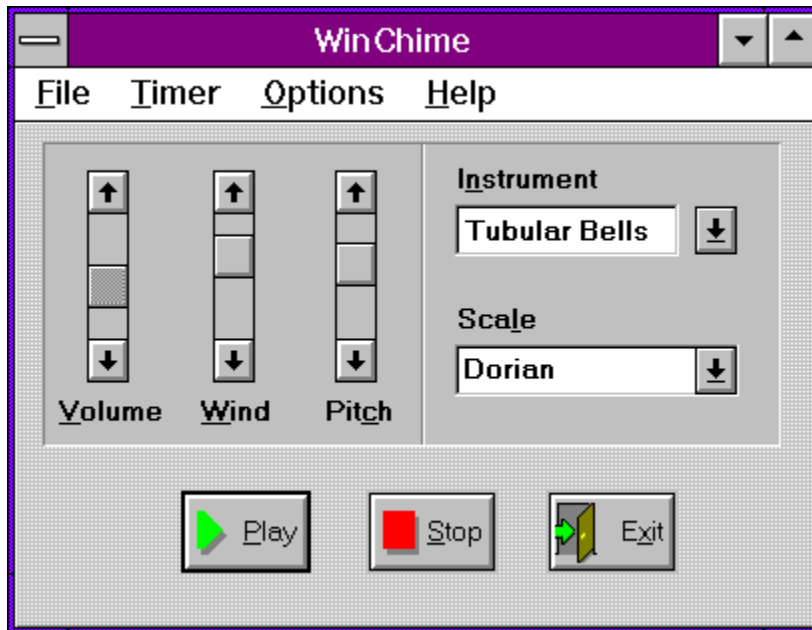 WinChime
File Timer Options Help
Instrument
Tubular Bells
Scale
Dorian
Volume Wind Pitch
Play Stop Exit